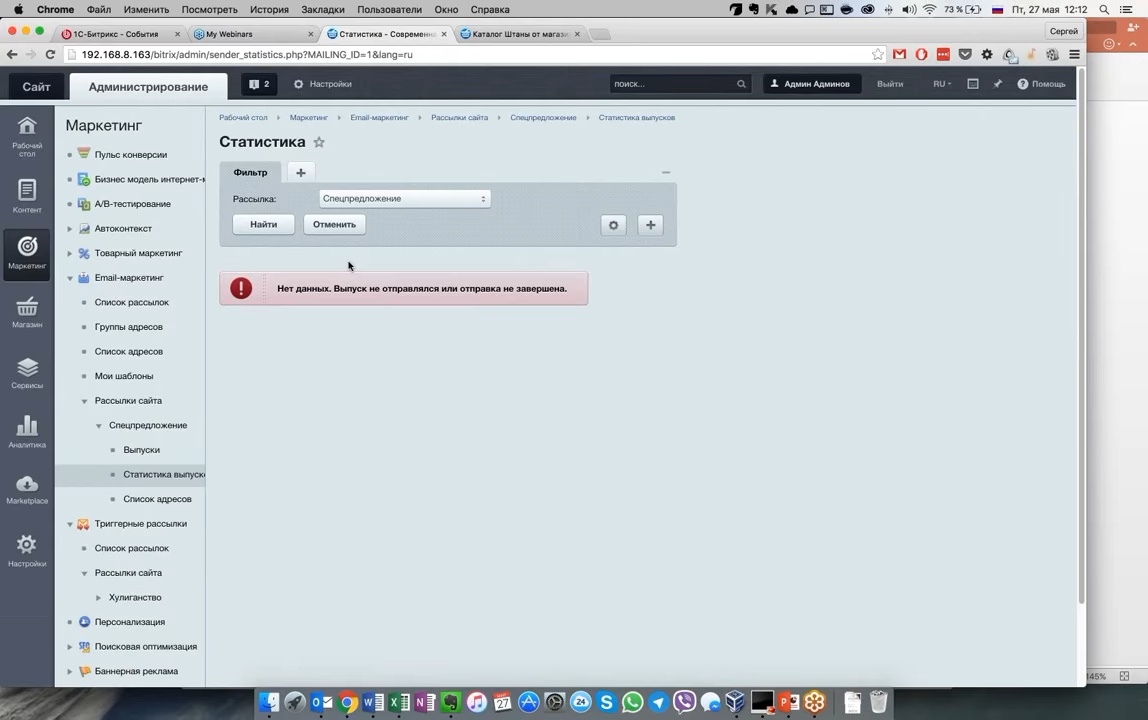 Chrome Файл Изменить Посмотреть История Закладки Пользователи Окно Справка
73 % Пт, 27 мая 12:12
1С-Битрикс - События
My Webinars
Статистика - Современна
Каталог Штаны от магази
Сергей
192.168.8.163/bitrix/admin/sender_statistics.php?MAILING_ID=1&lang=ru
Сайт
Администрирование
2
Настройки
поиск...
Админ Админов
Выйти
RU
Помощь
Рабочий стол
Контент
Маркетинг
Магазин
Сервисы
Аналитика
Marketplace
Настройки
Маркетинг
Пульс конверсии
Бизнес модель интернет-м
A/B-тестирование
Автоконтекст
Товарный маркетинг
Email-маркетинг
Список рассылок
Группы адресов
Список адресов
Мои шаблоны
Рассылки сайта
Спецпредложение
Выпуски
Статистика выпуск
Список адресов
Триггерные рассылки
Список рассылок
Рассылки сайта
Хулиганство
Персонализация
Поисковая оптимизация
Баннерная реклама
Рабочий стол Маркетинг Email-маркетинг Рассылки сайта Спецпредложение Статистика выпусков
Статистика
Фильтр
Рассылка: Спецпредложение
Найти Отменить
Нет данных. Выпуск не отправлялся или отправка не завершена.
145%